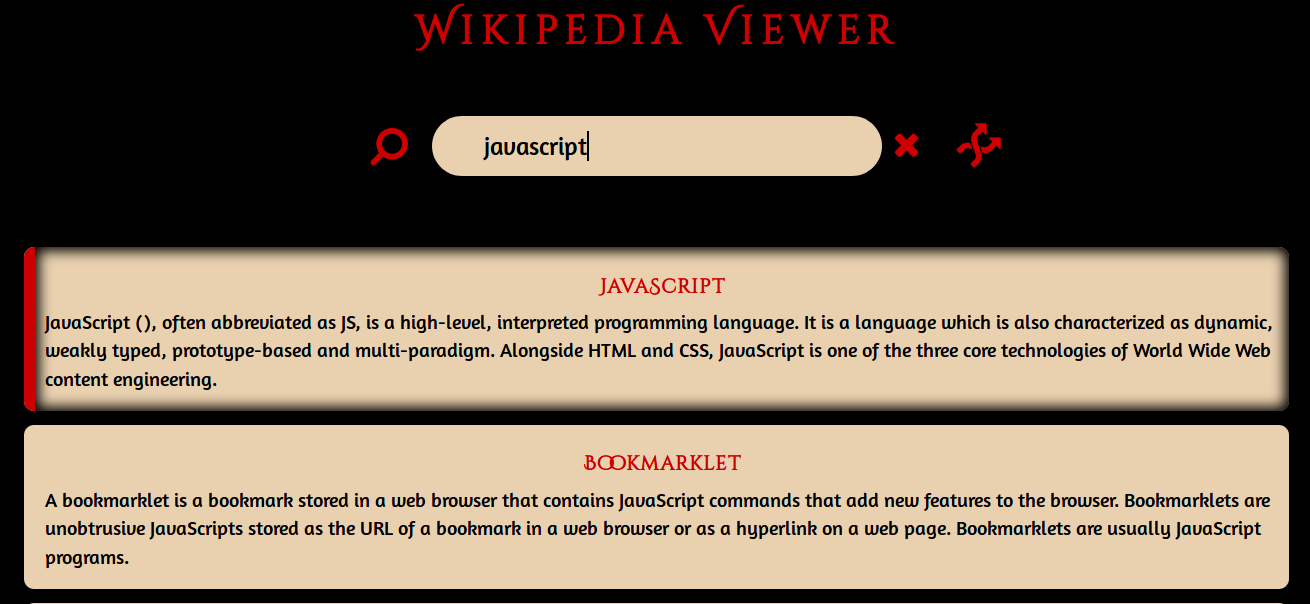 Wikipedia Viewer
javascript
JavaScript
JavaScript (), often abbreviated as JS, is a high-level, interpreted programming language. It is a language which is also characterized as dynamic,
weakly typed, prototype-based and multi-paradigm. Alongside HTML and CSS, JavaScript is one of the three core technologies of World Wide Web
content engineering.
Bookmarklet
A bookmarklet is a bookmark stored in a web browser that contains JavaScript commands that add new features to the browser. Bookmarklets are
unobtrusive JavaScripts stored as the URL of a bookmark in a web browser or as a hyperlink on a web page. Bookmarklets are usually JavaScript
programs.